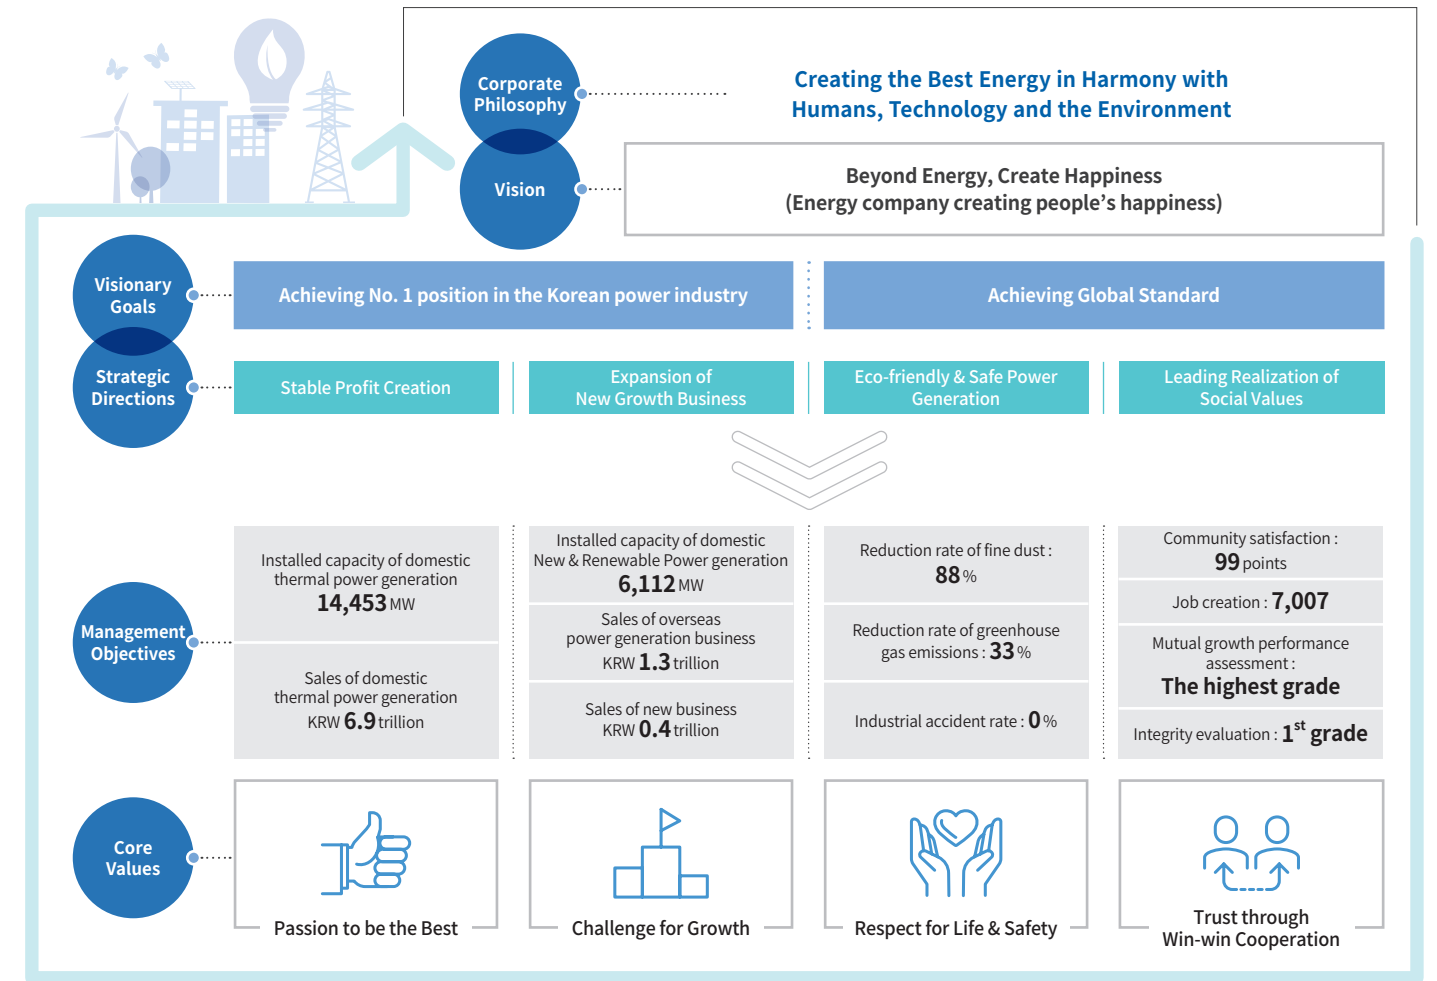 Corporate
Philosophy
Creating the Best Energy in Harmony with
Humans, Technology and the Environment
Vision
Beyond Energy, Create Happiness
(Energy company creating people’s happiness)
Visionary
Goals
Achieving No. 1 position in the Korean power industry
Achieving Global Standard
Strategic
Directions
Stable Profit Creation
Expansion of
New Growth Business
Eco-friendly & Safe Power
Generation
Leading Realization of
Social Values
Management
Objectives
Installed capacity of domestic
thermal power generation
14,453 MW
Sales of domestic
thermal power generation
KRW 6.9 trillion
Installed capacity of domestic
New & Renewable Power generation
6,112 MW
Sales of overseas
power generation business
KRW 1.3 trillion
Sales of new business
KRW 0.4 trillion
Reduction rate of fine dust :
88 %
Reduction rate of greenhouse
gas emissions : 33 %
Industrial accident rate : 0 %
Community satisfaction :
99 points
Job creation : 7,007
Mutual growth performance
assessment :
The highest grade
Integrity evaluation : 1st grade
Core
Values
Passion to be the Best
Challenge for Growth
Respect for Life & Safety
Trust through
Win-win Cooperation